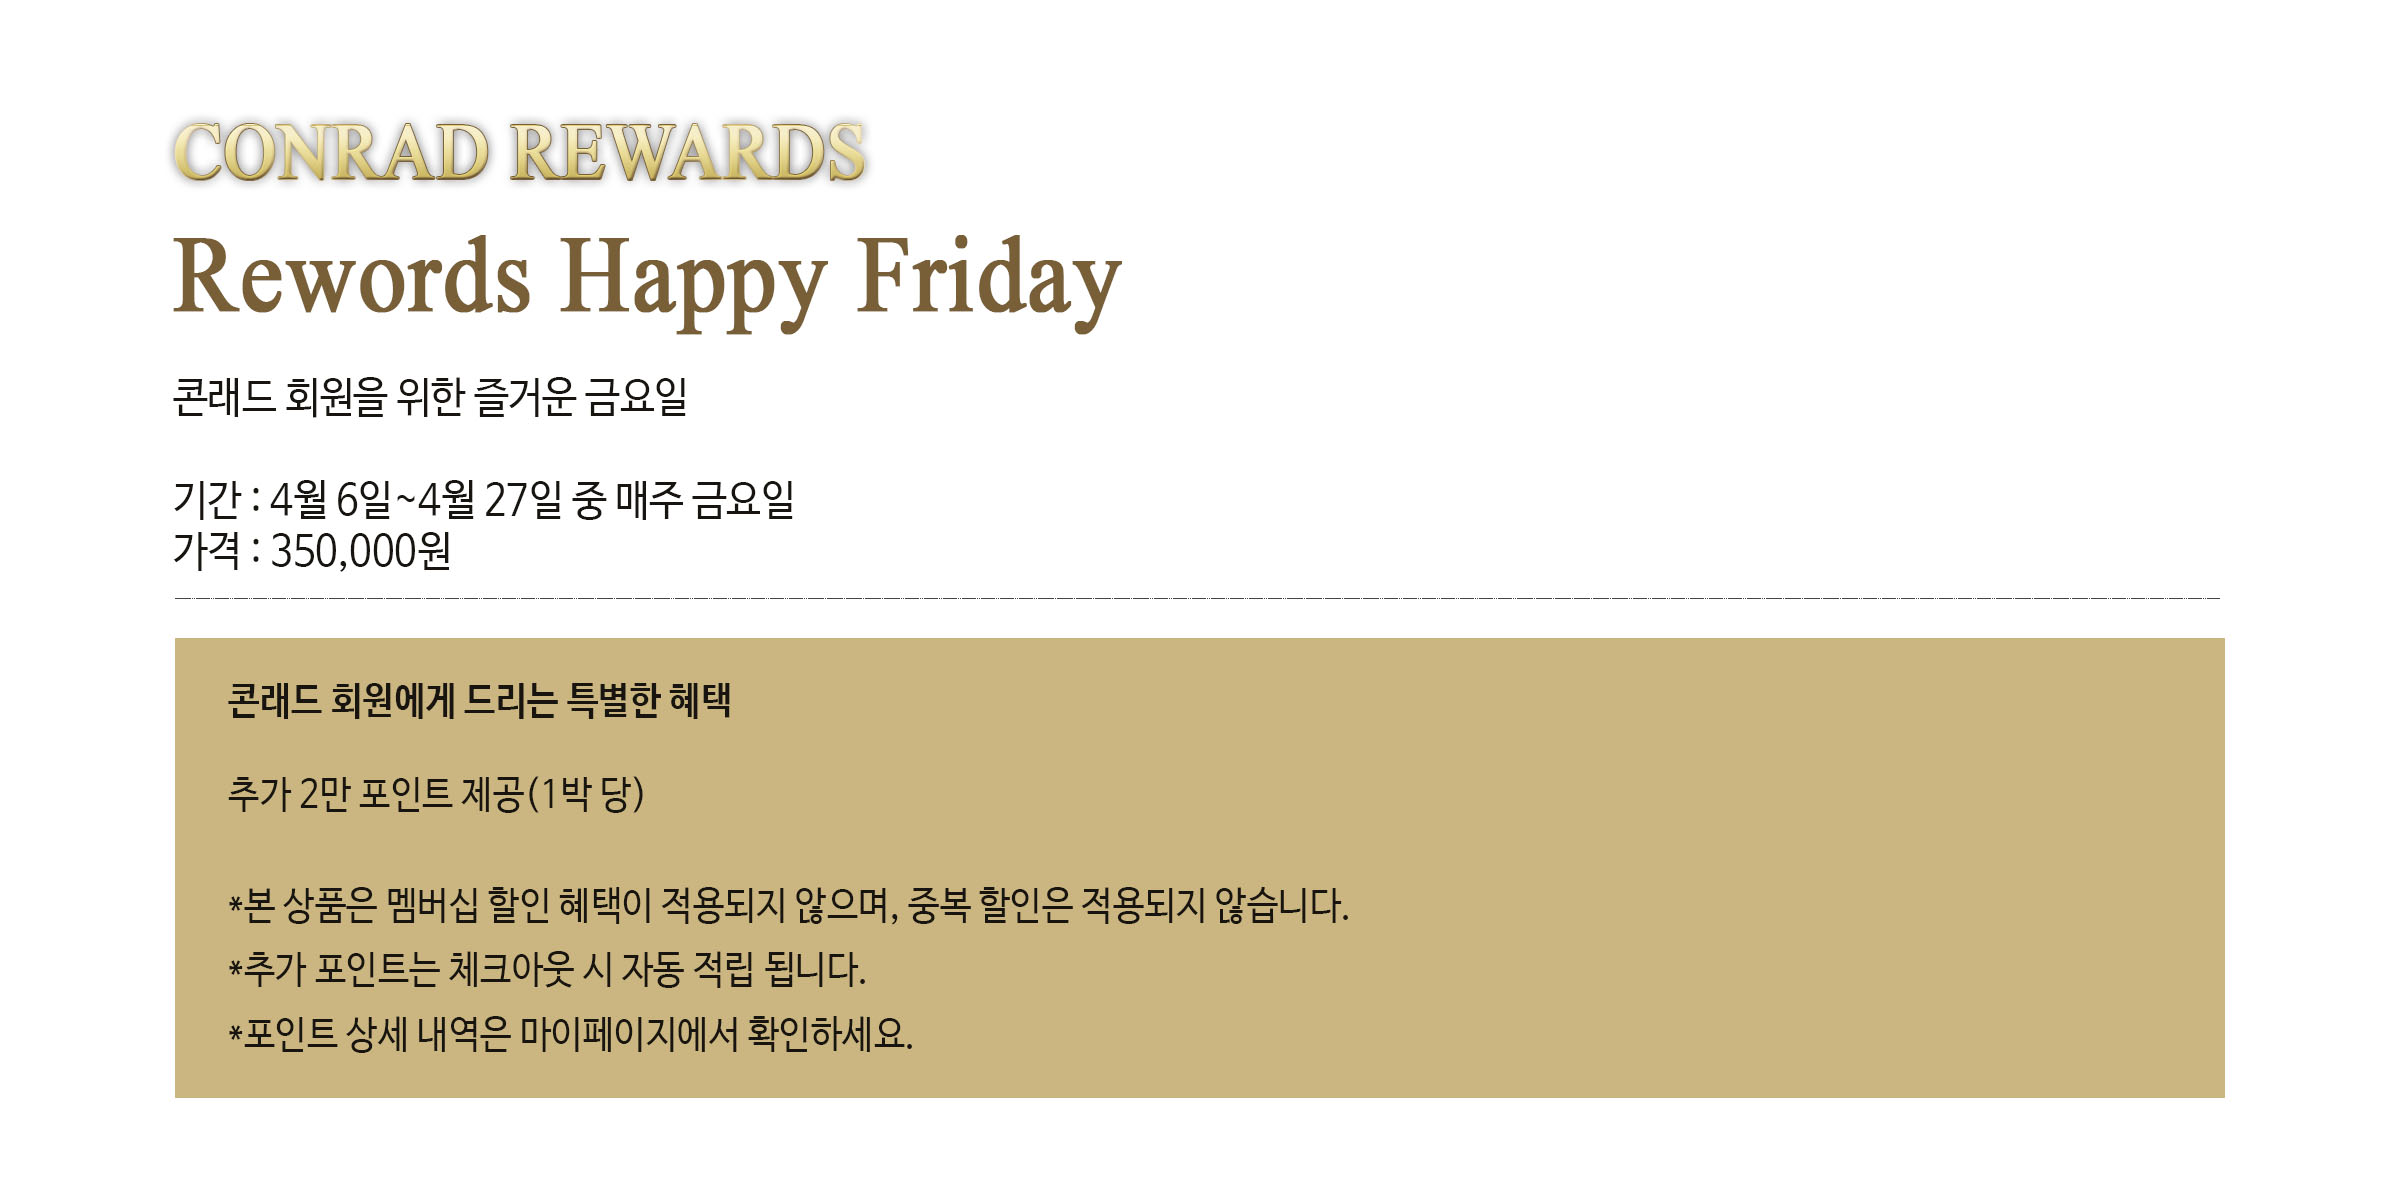 CONRAD REWARDS
Rewords Happy Friday
콘래드 회원을 위한 즐거운 금요일
기간 : 4월 6일~4월 27일 중 매주 금요일
가격 : 350,000원
콘래드 회원에게 드리는 특별한 혜택
추가 2만 포인트 제공(1박 당)
*본 상품은 멤버십 할인 혜택이 적용되지 않으며, 중복 할인은 적용되지 않습니다.
*추가 포인트는 체크아웃 시 자동 적립 됩니다.
*포인트 상세 내역은 마이페이지에서 확인하세요.